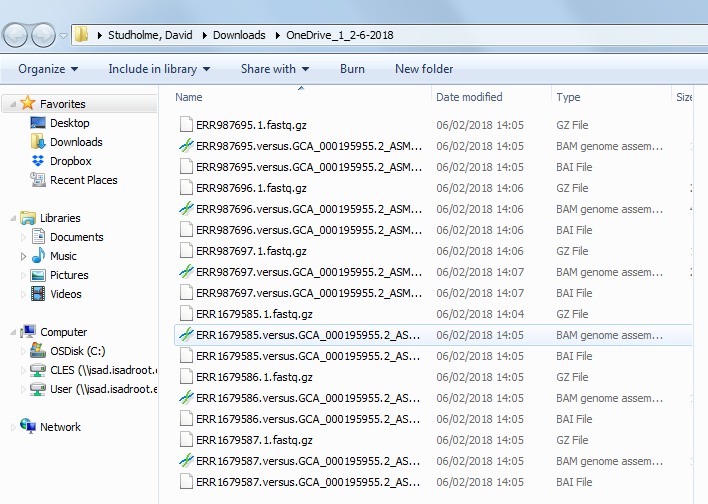 Studholme, David Downloads OneDrive_1_2-6-2018
Organize Include in library Share with Burn New folder
Name Date modified Type Size
Favorites
Desktop
Downloads
Dropbox
Recent Places
Libraries
Documents
Music
Pictures
Videos
Computer
OSDisk (C:)
CLES (\\isad.isadroot.e
User (\\isad.isadroot.e
Network
ERR987695.1.fastq.gz 06/02/2018 14:05 GZ File
ERR987695.versus.GCA_000195955.2_ASM... 06/02/2018 14:05 BAM genome assem...
ERR987695.versus.GCA_000195955.2_ASM... 06/02/2018 14:05 BAI File
ERR987696.1.fastq.gz 06/02/2018 14:06 GZ File
ERR987696.versus.GCA_000195955.2_ASM... 06/02/2018 14:06 BAM genome assem...
ERR987696.versus.GCA_000195955.2_ASM... 06/02/2018 14:06 BAI File
ERR987697.1.fastq.gz 06/02/2018 14:06 GZ File
ERR987697.versus.GCA_000195955.2_ASM... 06/02/2018 14:07 BAM genome assem...
ERR987697.versus.GCA_000195955.2_ASM... 06/02/2018 14:07 BAI File
ERR1679585.1.fastq.gz 06/02/2018 14:04 GZ File
ERR1679585.versus.GCA_000195955.2_AS... 06/02/2018 14:05 BAM genome assem...
ERR1679585.versus.GCA_000195955.2_AS... 06/02/2018 14:05 BAI File
ERR1679586.1.fastq.gz 06/02/2018 14:05 GZ File
ERR1679586.versus.GCA_000195955.2_AS... 06/02/2018 14:05 BAM genome assem...
ERR1679586.versus.GCA_000195955.2_AS... 06/02/2018 14:05 BAI File
ERR1679587.1.fastq.gz 06/02/2018 14:05 GZ File
ERR1679587.versus.GCA_000195955.2_AS... 06/02/2018 14:05 BAM genome assem...
ERR1679587.versus.GCA_000195955.2_AS... 06/02/2018 14:05 BAI File